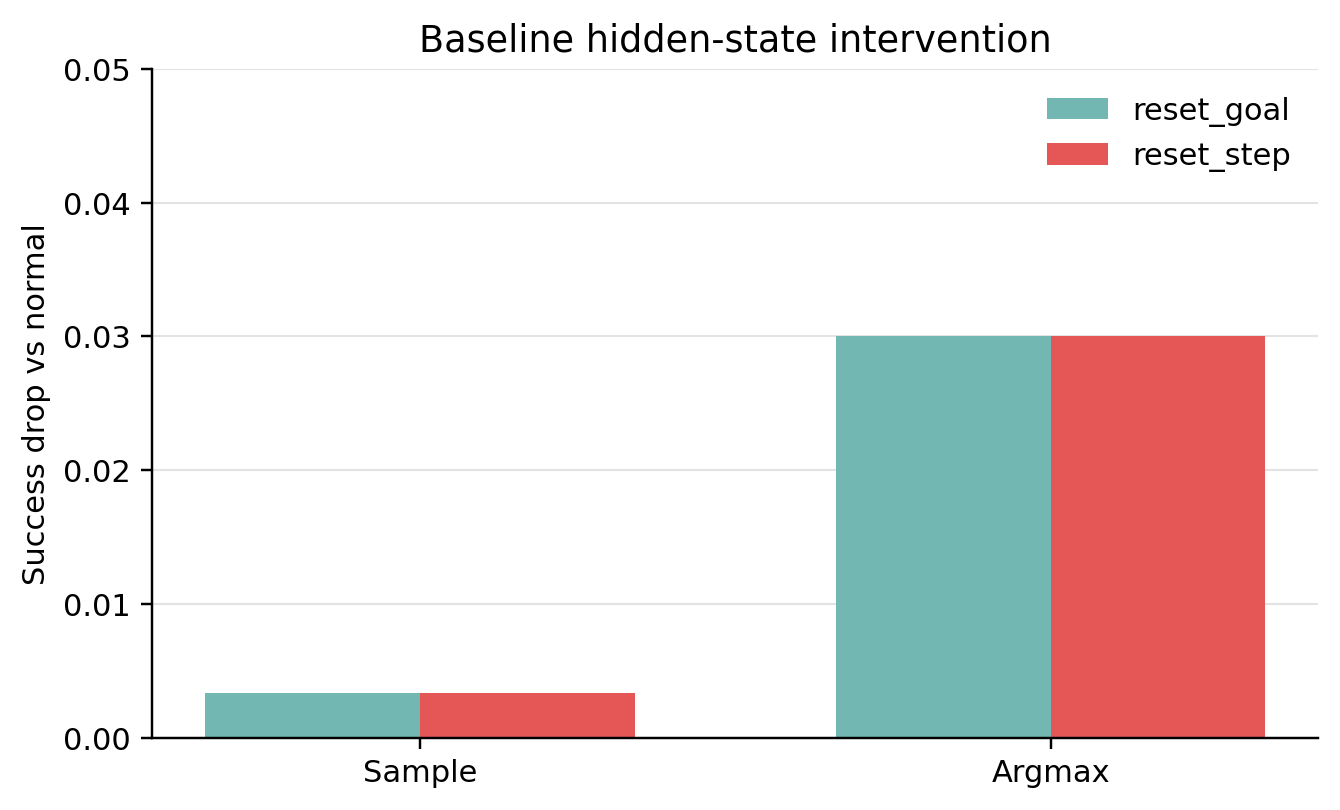 Baseline hidden-state intervention
reset_goal
reset_step
Success drop vs normal
0.05
0.04
0.03
0.02
0.01
0.00
Sample
Argmax